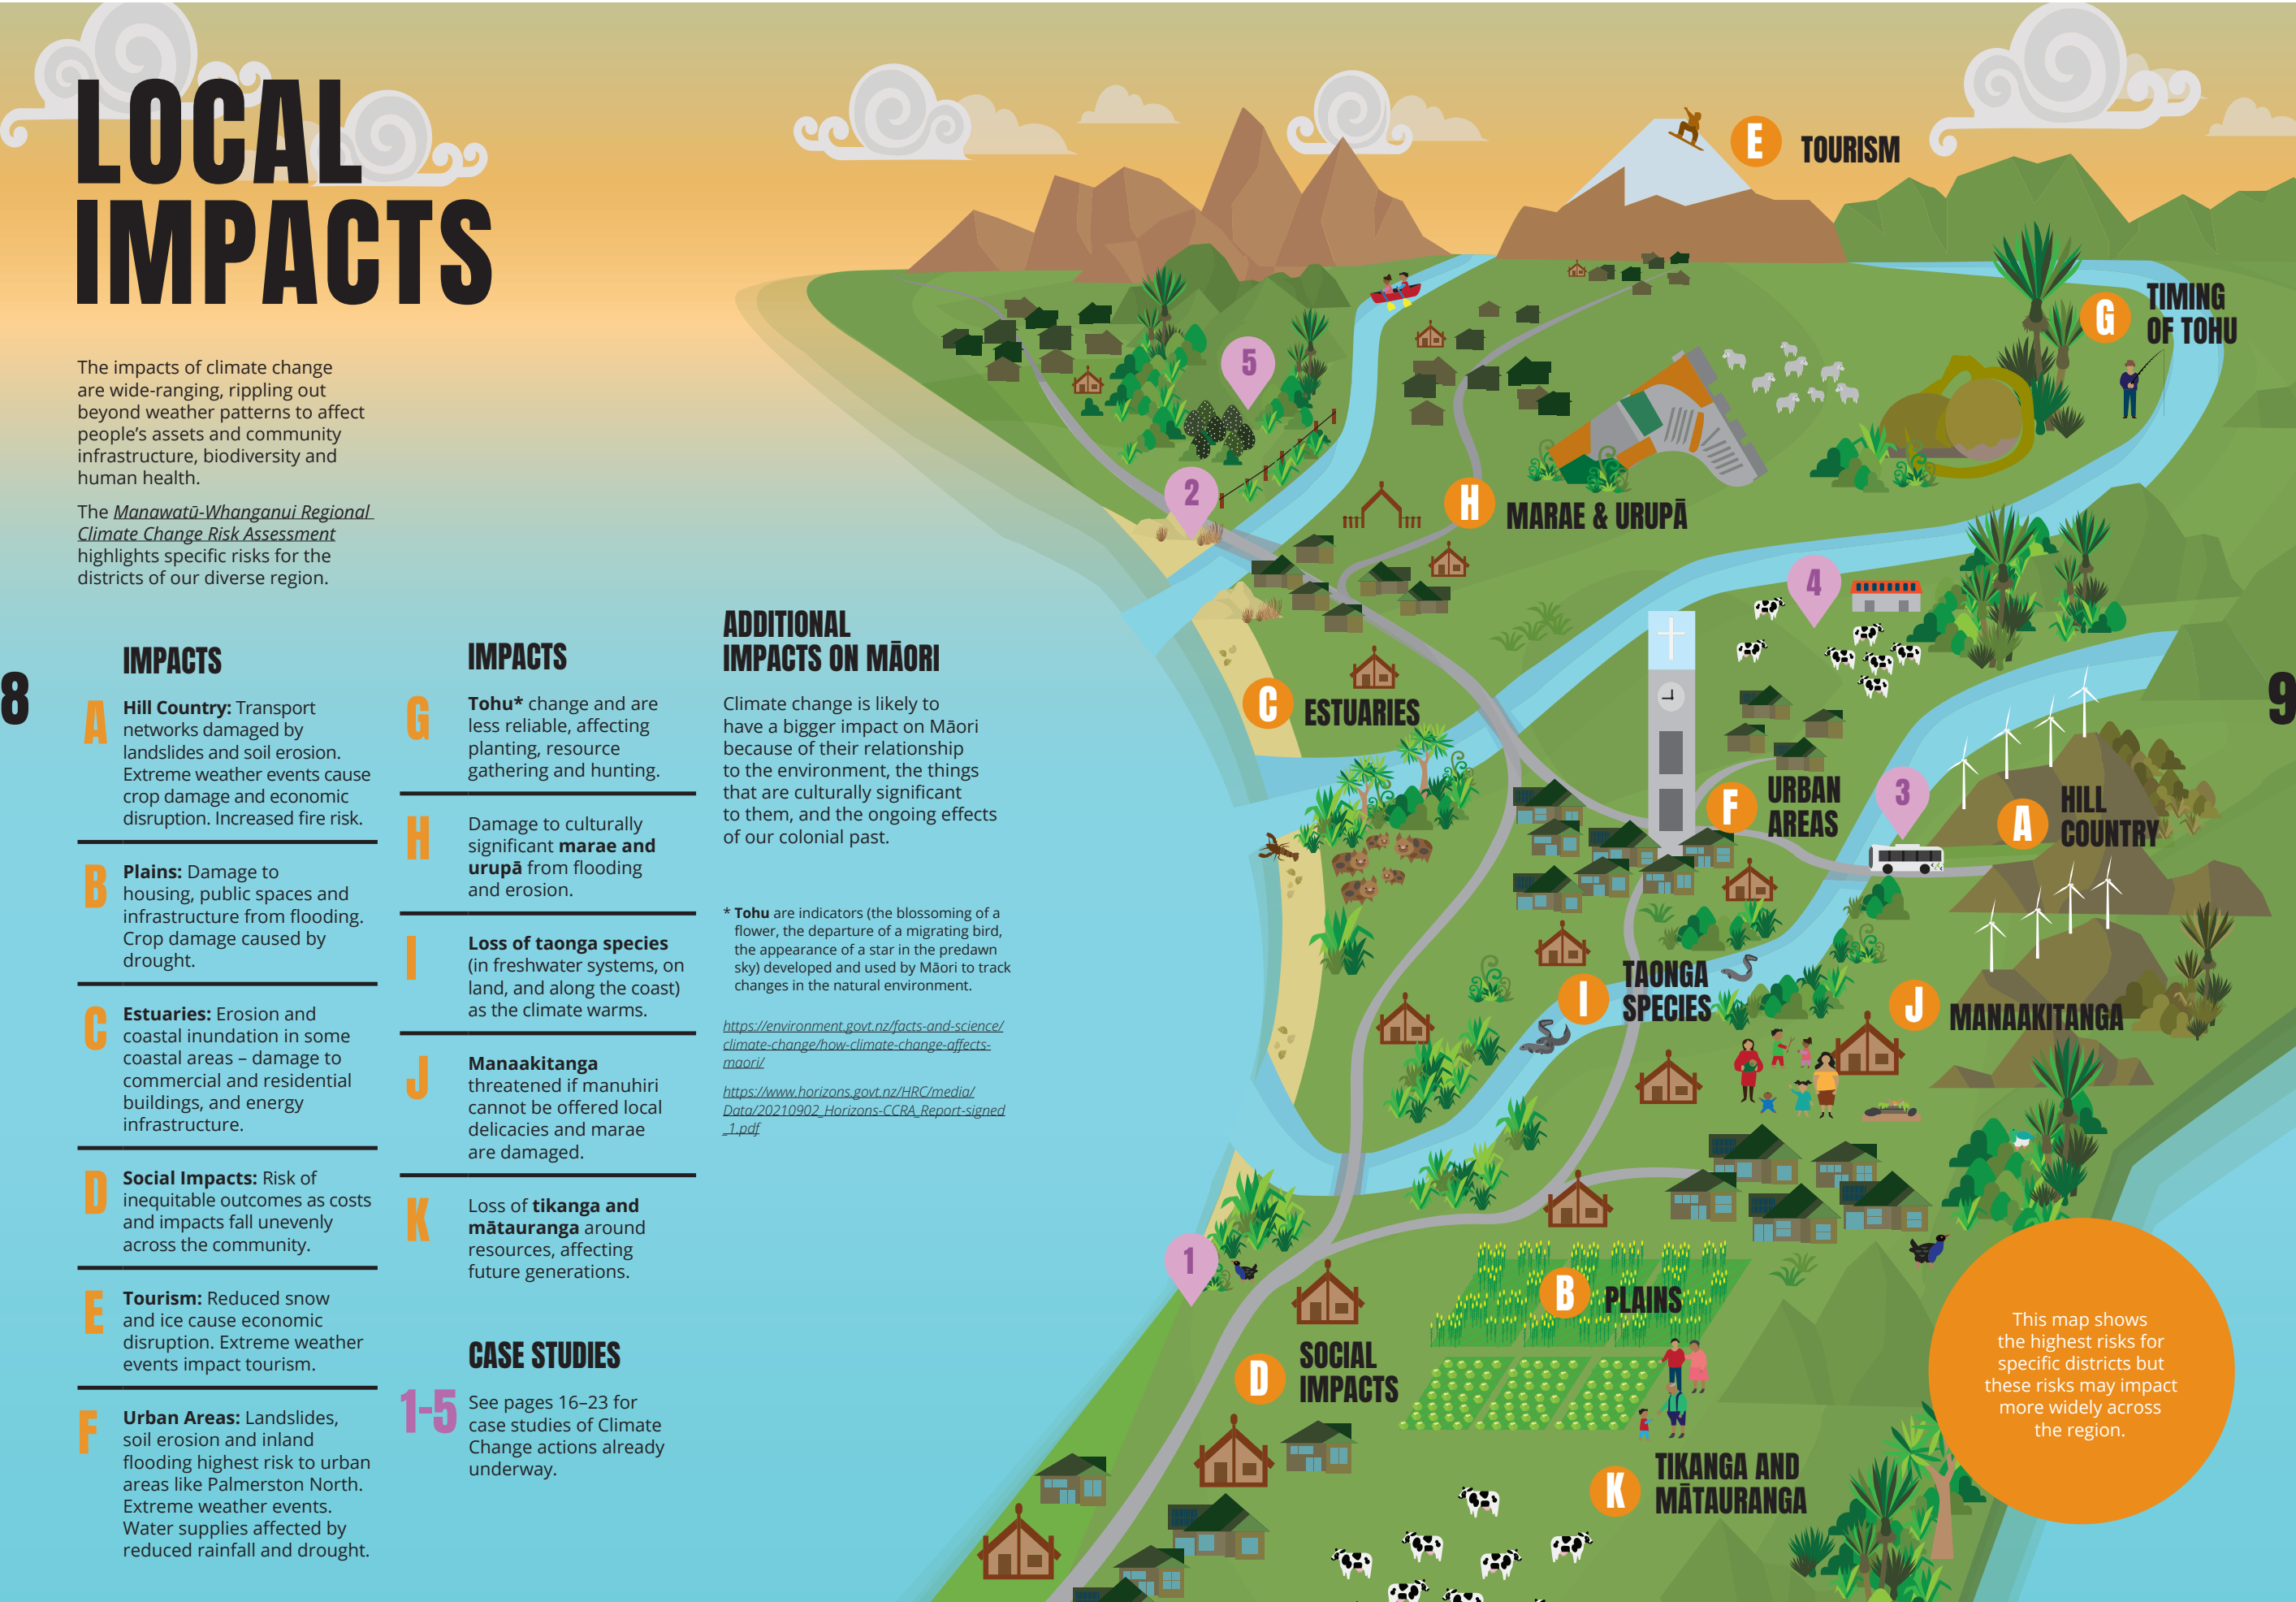 LOCAL
IMPACTS
The impacts of climate change
are wide-ranging, rippling out
beyond weather patterns to affect
people's assets and community
infrastructure, biodiversity and
human health.
The Manawatū-Whanganui Regional
Climate Change Risk Assessment
highlights specific risks for the
districts of our diverse region.
8
IMPACTS
A
Hill Country: Transport
networks damaged by
landslides and soil erosion.
Extreme weather events cause
crop damage and economic
disruption. Increased fire risk.
B
Plains: Damage to
housing, public spaces and
infrastructure from flooding.
Crop damage caused by
drought.
C
Estuaries: Erosion and
coastal inundation in some
coastal areas – damage to
commercial and residential
buildings, and energy
infrastructure.
D
Social Impacts: Risk of
inequitable outcomes as costs
and impacts fall unevenly
across the community.
E
Tourism: Reduced snow
and ice cause economic
disruption. Extreme weather
events impact tourism.
F
Urban Areas: Landslides,
soil erosion and inland
flooding highest risk to urban
areas like Palmerston North.
Extreme weather events.
Water supplies affected by
reduced rainfall and drought.
IMPACTS
G
Tohu* change and are
less reliable, affecting
planting, resource
gathering and hunting.
H
Damage to culturally
significant marae and
urupā from flooding
and erosion.
I
Loss of taonga species
(in freshwater systems, on
land, and along the coast)
as the climate warms.
J
Manaakitanga
threatened if manuhiri
cannot be offered local
delicacies and marae
are damaged.
K
Loss of tikanga and
mātauranga around
resources, affecting
future generations.
CASE STUDIES
1-5
See pages 16–23 for
case studies of Climate
Change actions already
underway.
ADDITIONAL
IMPACTS ON MĀORI
Climate change is likely to
have a bigger impact on Māori
because of their relationship
to the environment, the things
that are culturally significant
to them, and the ongoing effects
of our colonial past.
* Tohu are indicators (the blossoming of a
flower, the departure of a migrating bird,
the appearance of a star in the predawn
sky) developed and used by Māori to track
changes in the natural environment.
https://environment.govt.nz/facts-and-science/
climate-change/how-climate-change-affects-
maori/
https://www.horizons.govt.nz/HRC/media/
Data/20210902_Horizons-CCRA_Report-signed
_1.pdf
E TOURISM
G TIMING
OF TOHU
5
2
H MARAE & URUPĀ
4
C ESTUARIES
9
3
F URBAN
AREAS
A HILL
COUNTRY
I TAONGA
SPECIES
J MANAAKITANGA
1
B PLAINS
D SOCIAL
IMPACTS
K TIKANGA AND
MĀTAURANGA
This map shows
the highest risks for
specific districts but
these risks may impact
more widely across
the region.